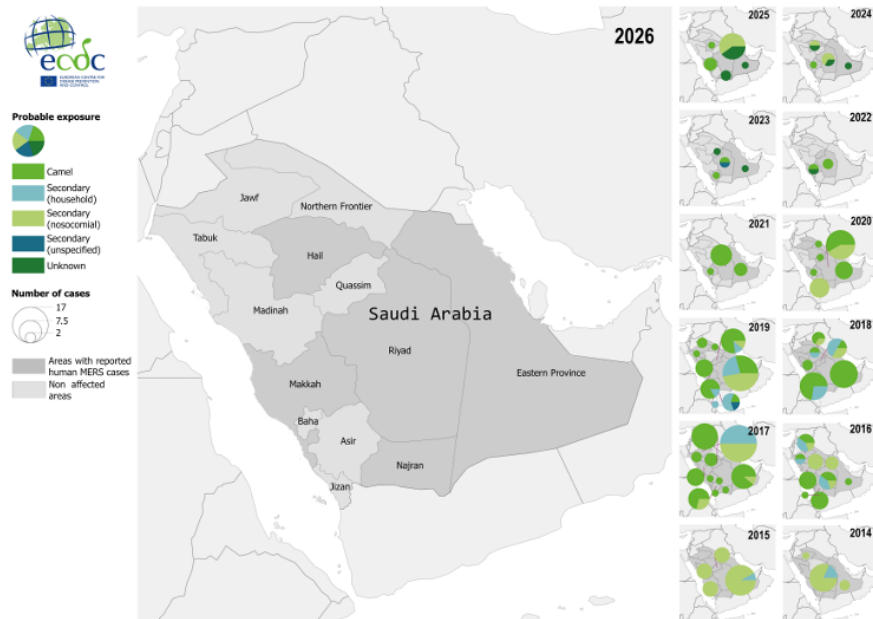 ecdc
EUROPEAN CENTRE FOR
DISEASE PREVENTION
AND CONTROL
Probable exposure
Camel
Secondary
(household)
Secondary
(nosocomial)
Secondary
(unspecified)
Unknown
Number of cases
17
7.5
2
Areas with reported
human MERS cases
Non affected
areas
2026
Jawf
Northern Frontier
Tabuk
Hail
Quassim
Madinah
Saudi Arabia
Riyad
Makkah
Eastern Province
Baha
Asir
Najran
Jizan
2025
2024
2023
2022
2021
2020
2019
2018
2017
2016
2015
2014